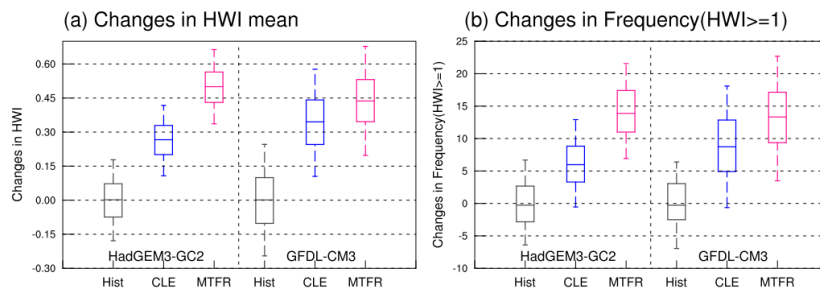 (a) Changes in HWI mean
Changes in HWI
0.60
0.45
0.30
0.15
0.00
-0.15
-0.30
HadGEM3-GC2
GFDL-CM3
Hist
CLE
MTFR
Hist
CLE
MTFR
(b) Changes in Frequency(HWI>=1)
Changes in Frequency(HWI>=1)
25
20
15
10
5
0
-5
-10
HadGEM3-GC2
GFDL-CM3
Hist
CLE
MTFR
Hist
CLE
MTFR